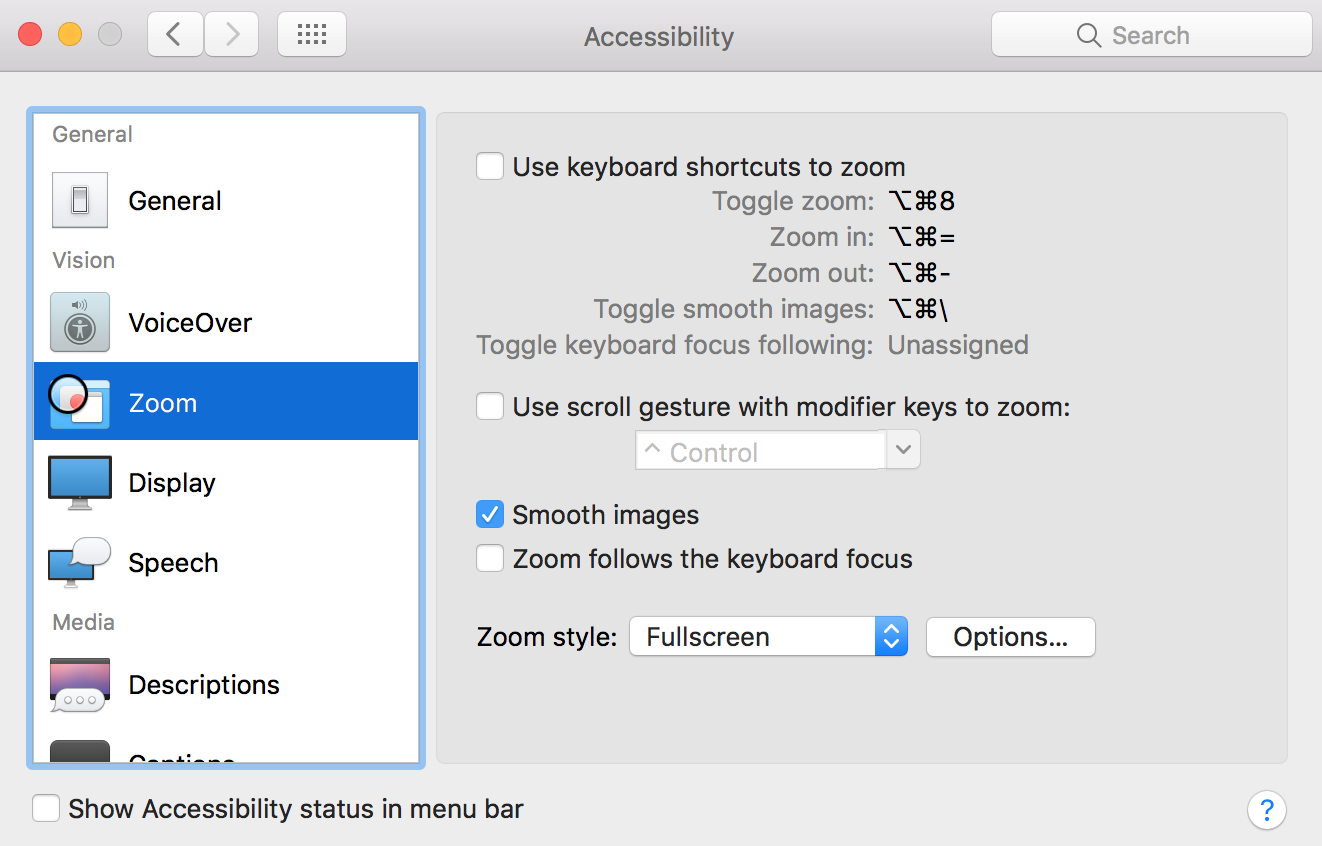 Accessibility
Search
General
General
Vision
VoiceOver
Zoom
Display
Speech
Media
Descriptions
Captions
Use keyboard shortcuts to zoom
Toggle zoom: ⌥⌘8
Zoom in: ⌥⌘=
Zoom out: ⌥⌘-
Toggle smooth images: ⌥⌘\
Toggle keyboard focus following: Unassigned
Use scroll gesture with modifier keys to zoom:
^ Control
Smooth images
Zoom follows the keyboard focus
Zoom style: Fullscreen Options...
Show Accessibility status in menu bar
?